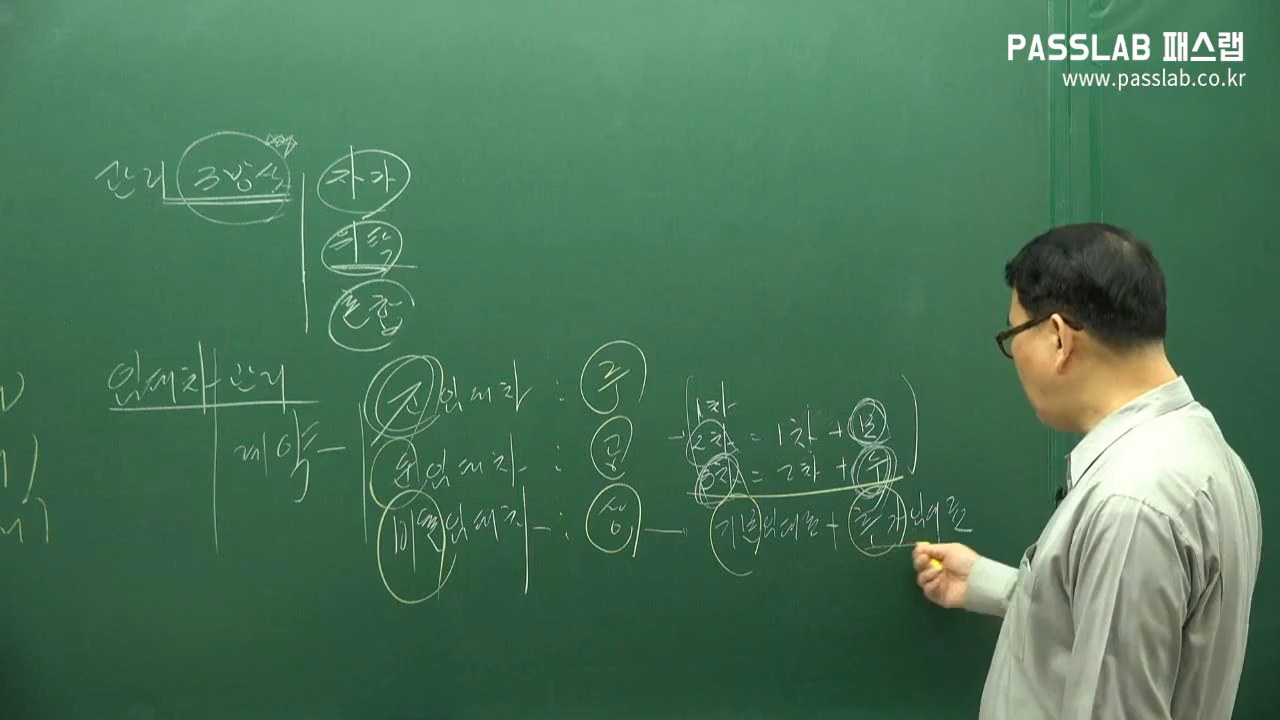 PASSLAB 패스랩
www.passlab.co.kr
관리 3방식 자가
위탁
혼합
임대차 관리
계약 - 조임대차 : 주
순임대차 : 공
비율임대차 - : 상 - 기본임대료 + 추가임대료
1차
2차 = 1차 + 보
3차 = 2차 + 수